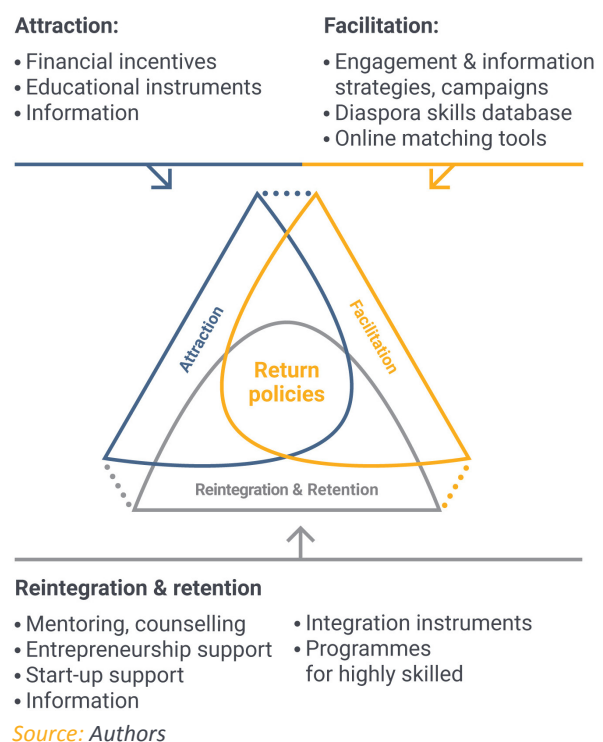 Attraction:
• Financial incentives
• Educational instruments
• Information
Facilitation:
• Engagement & information
strategies, campaigns
• Diaspora skills database
• Online matching tools
Attraction
Facilitation
Return
policies
Reintegration & Retention
Reintegration & retention
• Mentoring, counselling
• Entrepreneurship support
• Start-up support
• Information
• Integration instruments
• Programmes
for highly skilled
Source: Authors